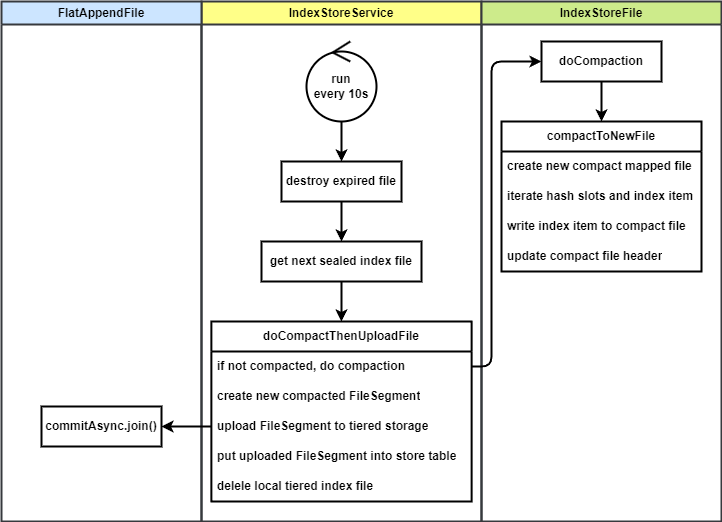 FlatAppendFile
IndexStoreService
IndexStoreFile
run
every 10s
destroy expired file
get next sealed index file
doCompactThenUploadFile
if not compacted, do compaction
create new compacted FileSegment
upload FileSegment to tiered storage
put uploaded FileSegment into store table
delele local tiered index file
commitAsync.join()
doCompaction
compactToNewFile
create new compact mapped file
iterate hash slots and index item
write index item to compact file
update compact file header